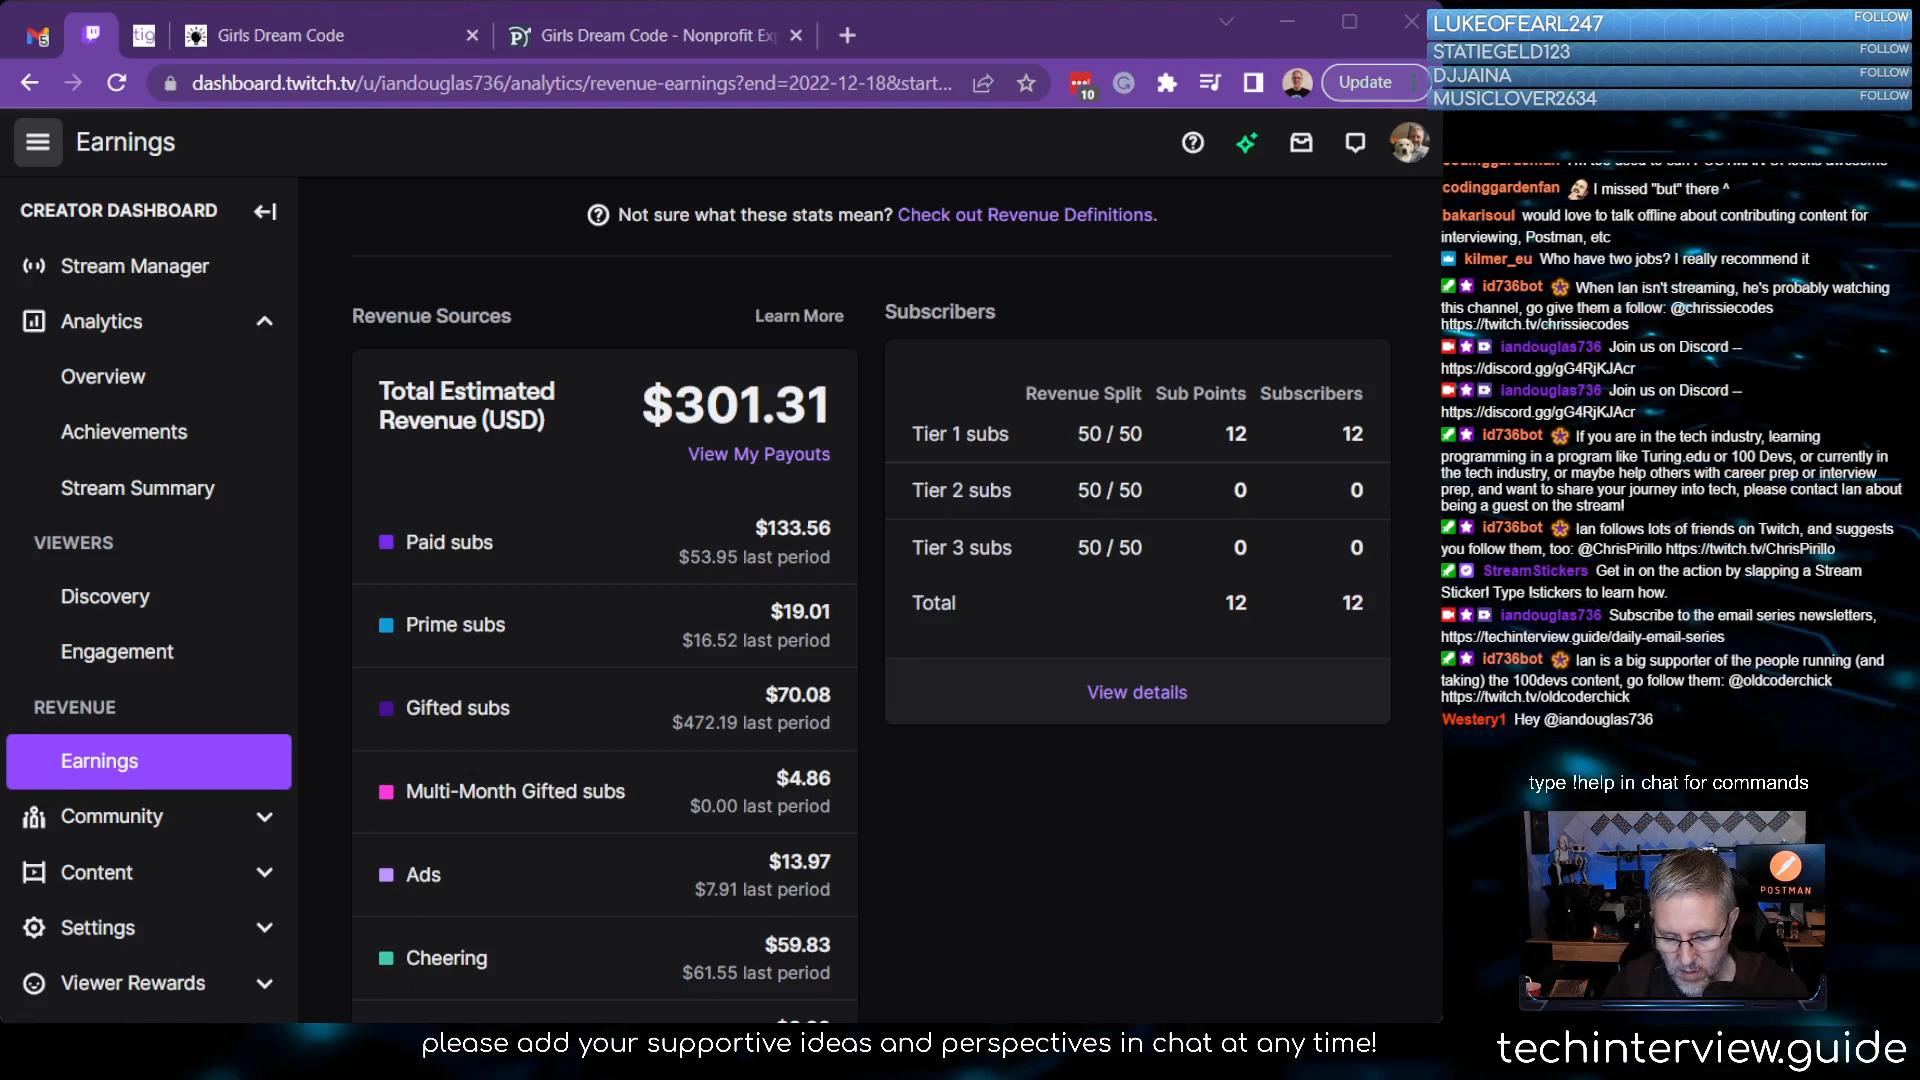 5
tig
Girls Dream Code
Girls Dream Code - Nonprofit Exp
dashboard.twitch.tv/u/iandouglas736/analytics/revenue-earnings?end=2022-12-18&start...
10
Update
Earnings
CREATOR DASHBOARD
Stream Manager
Analytics
Overview
Achievements
Stream Summary
VIEWERS
Discovery
Engagement
REVENUE
Earnings
Community
Content
Settings
Viewer Rewards
Not sure what these stats mean? Check out Revenue Definitions.
Revenue Sources
Learn More
Total Estimated
Revenue (USD)
$301.31
View My Payouts
Paid subs
$133.56
$53.95 last period
Prime subs
$19.01
$16.52 last period
Gifted subs
$70.08
$472.19 last period
Multi-Month Gifted subs
$4.86
$0.00 last period
Ads
$13.97
$7.91 last period
Cheering
$59.83
$61.55 last period
Subscribers
Revenue Split Sub Points Subscribers
Tier 1 subs 50 / 50 12 12
Tier 2 subs 50 / 50 0 0
Tier 3 subs 50 / 50 0 0
Total 12 12
View details
LUKEOFEARL247 FOLLOW
STATIEGELD123 FOLLOW
DJJAINA FOLLOW
MUSICLOVER2634 FOLLOW
codinggardenfan I missed "but" there ^
bakarisoul would love to talk offline about contributing content for
interviewing, Postman, etc
kilmer_eu Who have two jobs? I really recommend it
id736bot When Ian isn't streaming, he's probably watching
this channel, go give them a follow: @chrissiecodes
https://twitch.tv/chrissiecodes
iandouglas736 Join us on Discord --
https://discord.gg/gG4RjKJAcr
iandouglas736 Join us on Discord --
https://discord.gg/gG4RjKJAcr
id736bot If you are in the tech industry, learning
programming in a program like Turing.edu or 100 Devs, or currently in
the tech industry, or maybe help others with career prep or interview
prep, and want to share your journey into tech, please contact Ian about
being a guest on the stream!
id736bot Ian follows lots of friends on Twitch, and suggests
you follow them, too: @ChrisPirillo https://twitch.tv/ChrisPirillo
StreamStickers Get in on the action by slapping a Stream
Sticker! Type !stickers to learn how.
iandouglas736 Subscribe to the email series newsletters,
https://techinterview.guide/daily-email-series
id736bot Ian is a big supporter of the people running (and
taking) the 100devs content, go follow them: @oldcoderchick
https://twitch.tv/oldcoderchick
Westery1 Hey @iandouglas736
type !help in chat for commands
POSTMAN
please add your supportive ideas and perspectives in chat at any time!
techinterview.guide